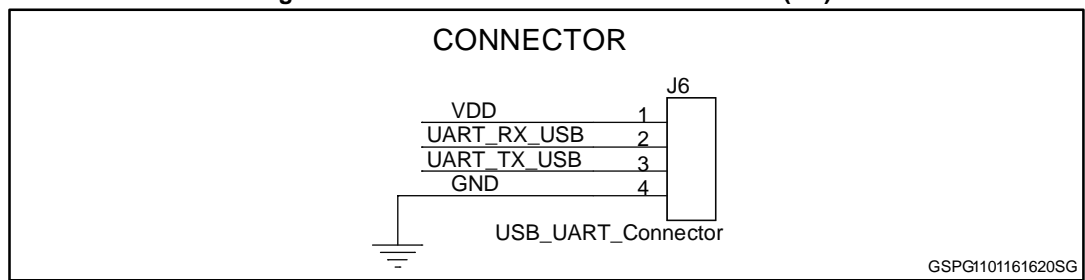 CONNECTOR
J6
VDD 1
UART_RX_USB 2
UART_TX_USB 3
GND 4
USB_UART_Connector
GSPG1101161620SG